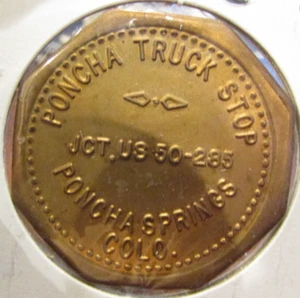 PONCHA TRUCK STOP
JCT. US 50-285
PONCHA SPRINGS
COLO.